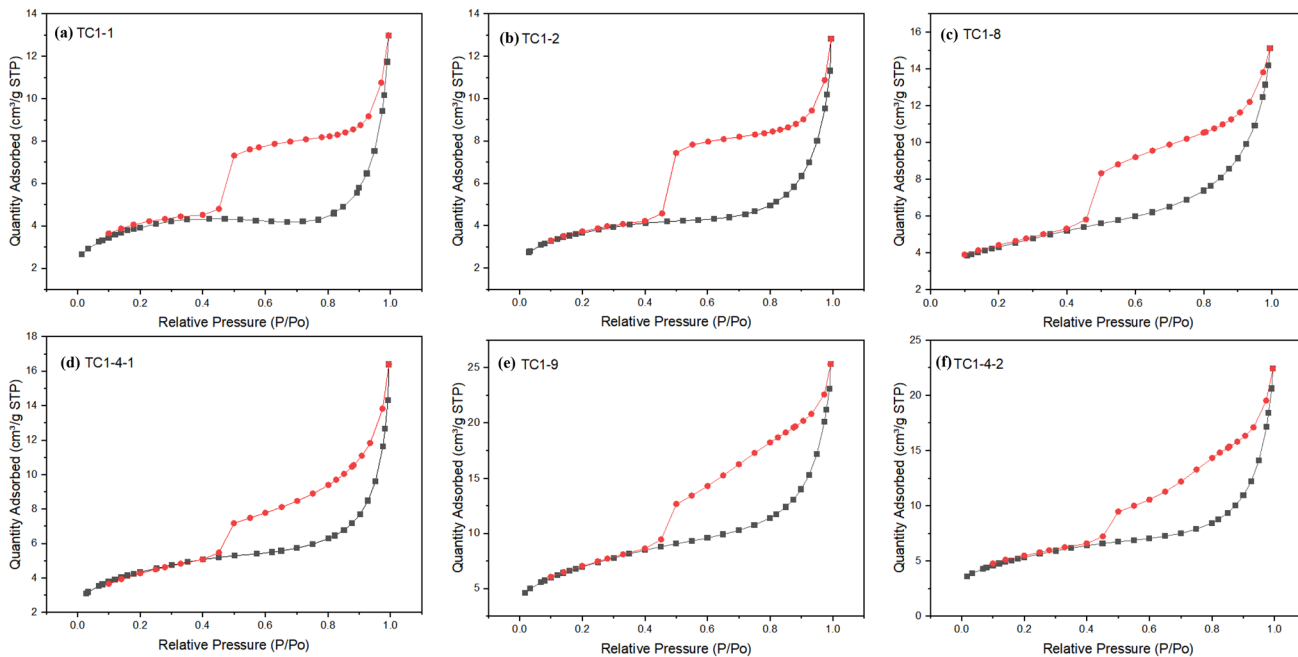 (a) TC1-1
14
12
10
8
6
4
2
Quantity Adsorbed (cm³/g STP)
0.0 0.2 0.4 0.6 0.8 1.0
Relative Pressure (P/Po)
(b) TC1-2
14
12
10
8
6
4
2
Quantity Adsorbed (cm³/g STP)
0.0 0.2 0.4 0.6 0.8 1.0
Relative Pressure (P/Po)
(c) TC1-8
16
14
12
10
8
6
4
2
Quantity Adsorbed (cm³/g STP)
0.0 0.2 0.4 0.6 0.8 1.0
Relative Pressure (P/Po)
(d) TC1-4-1
18
16
14
12
10
8
6
4
2
Quantity Adsorbed (cm³/g STP)
0.0 0.2 0.4 0.6 0.8 1.0
Relative Pressure (P/Po)
(e) TC1-9
25
20
15
10
5
Quantity Adsorbed (cm³/g STP)
0.0 0.2 0.4 0.6 0.8 1.0
Relative Pressure (P/Po)
(f) TC1-4-2
25
20
15
10
5
0
Quantity Adsorbed (cm³/g STP)
0.0 0.2 0.4 0.6 0.8 1.0
Relative Pressure (P/Po)